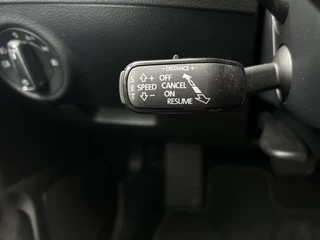 - DISTANCE +
S + OFF
E SPEED CANCEL
T - ON
RESUME